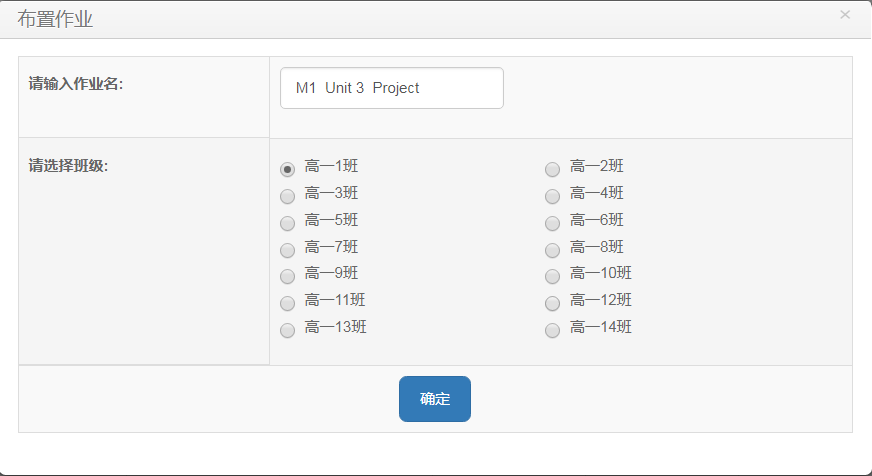 布置作业
×
请输入作业名:
M1 Unit 3 Project
请选择班级:
高一1班 高一2班
高一3班 高一4班
高一5班 高一6班
高一7班 高一8班
高一9班 高一10班
高一11班 高一12班
高一13班 高一14班
确定